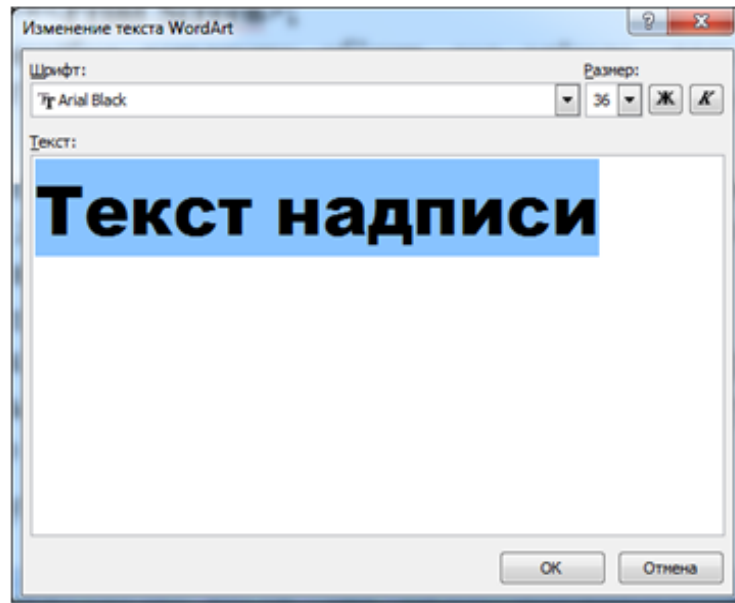 Изменение текста WordArt
Шрифт:
Размер:
Arial Black
36
Ж
К
Текст:
Текст надписи
ОК
Отмена